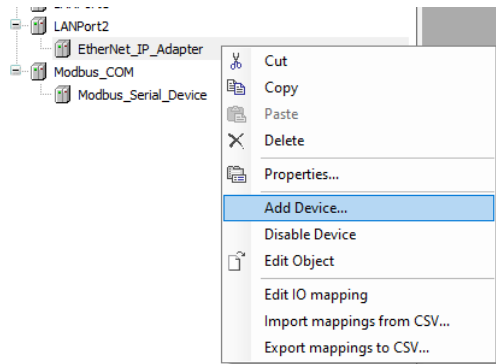 LANPort2
EtherNet_IP_Adapter
Modbus_COM
Modbus_Serial_Device
Cut
Copy
Paste
Delete
Properties...
Add Device...
Disable Device
Edit Object
Edit IO mapping
Import mappings from CSV...
Export mappings to CSV...